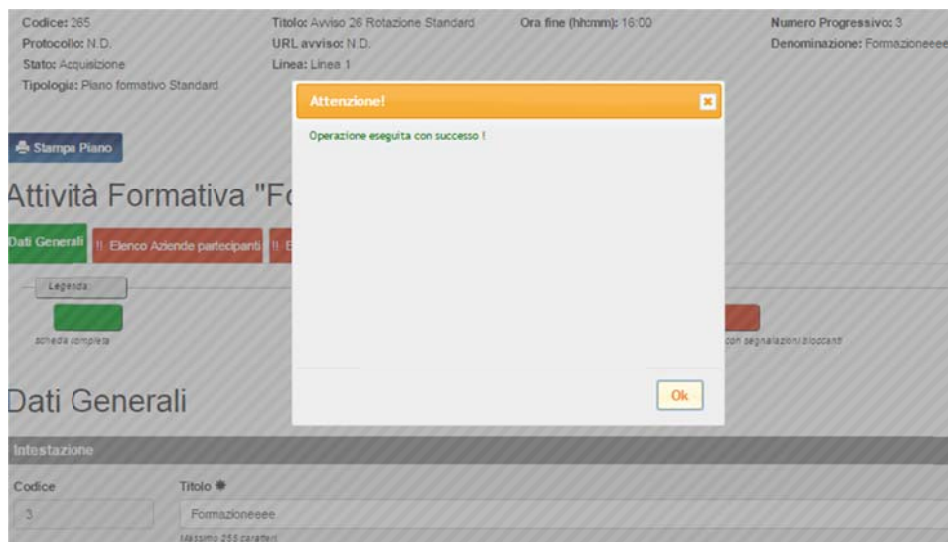 Codice: 265
Titolo: Avviso 26 Rotazione Standard
Ora fine (hh:mm): 16:00
Numero Progressivo: 3
Protocollo: N.D.
URL avviso: N.D.
Denominazione: Formazioneeee
Stato: Acquisizione
Linea: Linea 1
Tipologia: Piano formativo Standard
Attenzione!
Operazione eseguita con successo !
Stampa Piano
Attività Formativa "Fo
Dati Generali
!! Elenco Aziende partecipanti
!! E
Legenda:
scheda completa
con segnalazioni bloccanti
Ok
Dati Generali
Intestazione
Codice
Titolo ✱
3
Formazioneeee
Massimo 255 caratteri